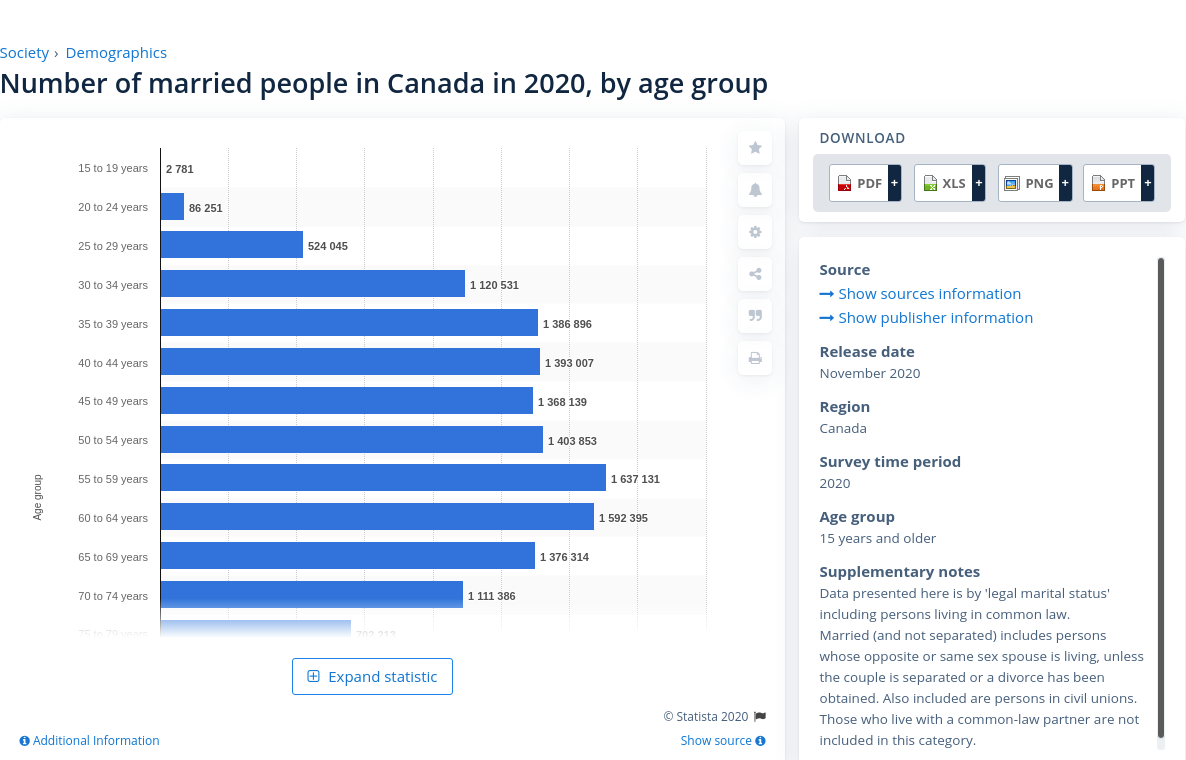 Society › Demographics
Number of married people in Canada in 2020, by age group
15 to 19 years 2 781
20 to 24 years 86 251
25 to 29 years 524 045
30 to 34 years 1 120 531
35 to 39 years 1 386 896
40 to 44 years 1 393 007
45 to 49 years 1 368 139
50 to 54 years 1 403 853
55 to 59 years 1 637 131
60 to 64 years 1 592 395
65 to 69 years 1 376 314
70 to 74 years 1 111 386
75 to 79 years
Age group
Expand statistic
© Statista 2020
Additional Information
Show source
DOWNLOAD
PDF + XLS + PNG + PPT +
Source
Show sources information
Show publisher information
Release date
November 2020
Region
Canada
Survey time period
2020
Age group
15 years and older
Supplementary notes
Data presented here is by 'legal marital status'
including persons living in common law.
Married (and not separated) includes persons
whose opposite or same sex spouse is living, unless
the couple is separated or a divorce has been
obtained. Also included are persons in civil unions.
Those who live with a common-law partner are not
included in this category.